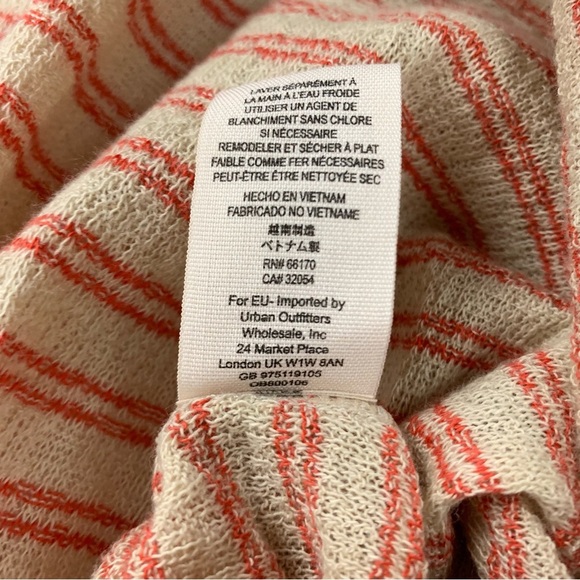 LAVER SÉPARÉMENT À
LA MAIN À L'EAU FROIDE
UTILISER UN AGENT DE
BLANCHIMENT SANS CHLORE
SI NÉCESSAIRE
REMODELER ET SÉCHER À PLAT
FAIBLE COMME FER NÉCESSAIRES
PEUT-ÊTRE ÊTRE NETTOYÉE SEC
HECHO EN VIETNAM
FABRICADO NO VIETNAME
越南制造
ベトナム製
RN# 66170
CA# 32054
For EU- Imported by
Urban Outfitters
Wholesale, Inc
24 Market Place
London UK W1W 8AN
GB 975119105
OB800106